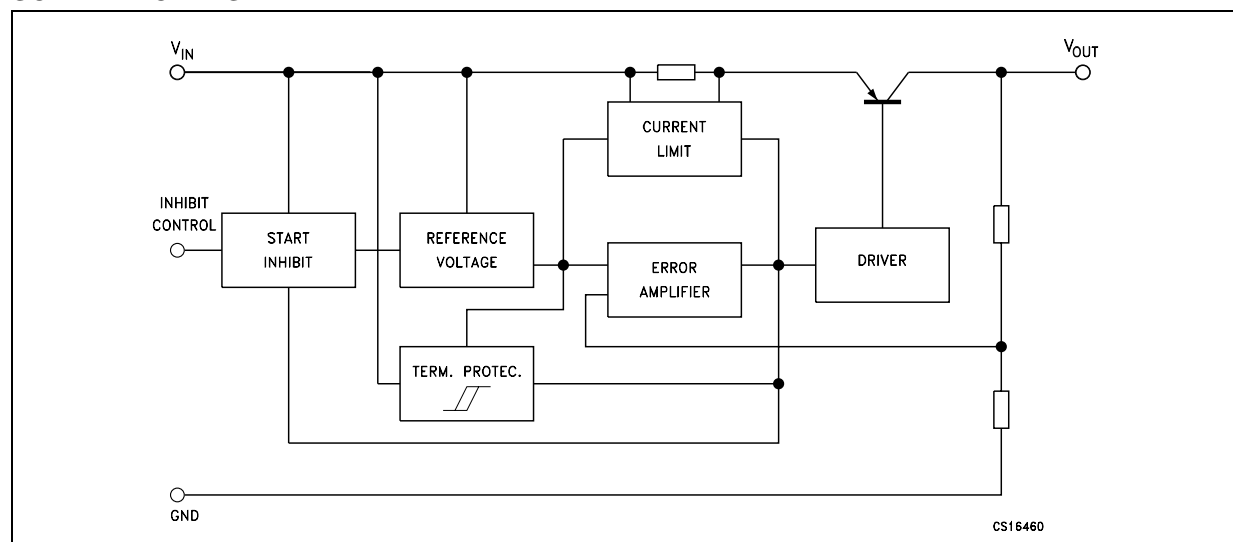 V_IN
V_OUT
CURRENT
LIMIT
INHIBIT
CONTROL
START
INHIBIT
REFERENCE
VOLTAGE
ERROR
AMPLIFIER
DRIVER
TERM. PROTEC.
GND
CS16460